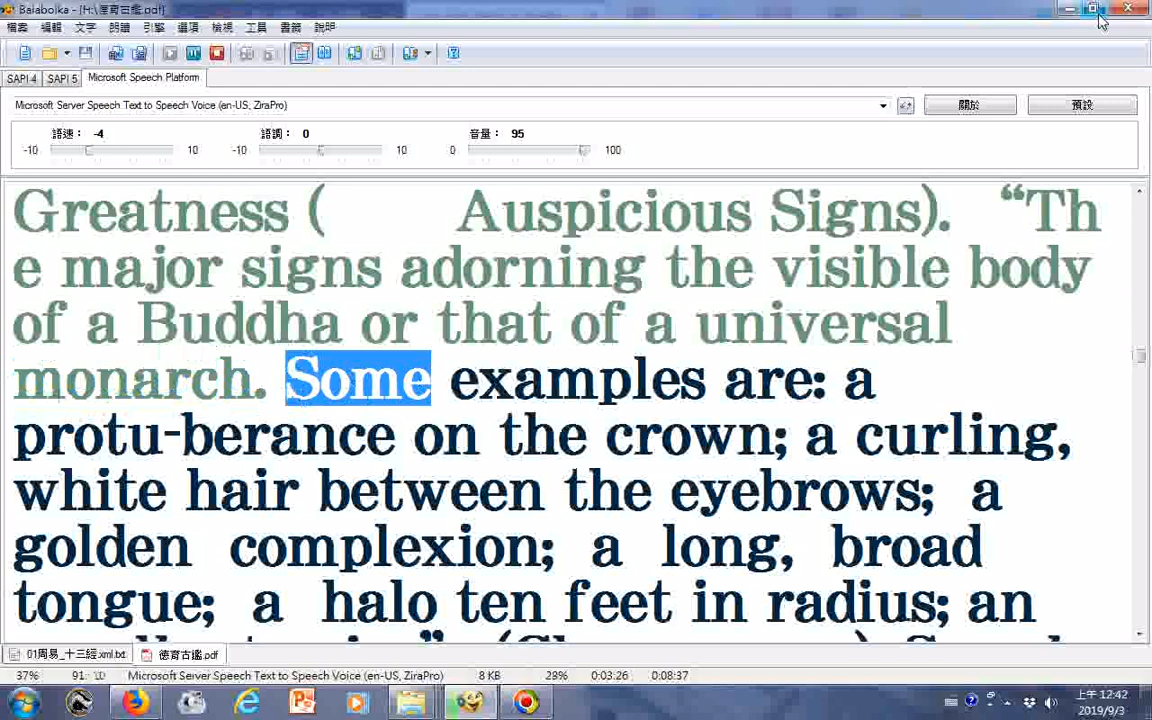 Balabolka - [H:\德育古鑑.pdf]
檔案 編輯 文字 朗讀 引擎 選項 檢視 工具 書籤 說明
SAPI 4 SAPI 5 Microsoft Speech Platform
Microsoft Server Speech Text to Speech Voice (en-US, ZiraPro) 關於 預設
語速： -4 語調： 0 音量： 95
-10 10 -10 10 0 100
Greatness ( Auspicious Signs). “Th
e major signs adorning the visible body
of a Buddha or that of a universal
monarch. Some examples are: a
protu-berance on the crown; a curling,
white hair between the eyebrows; a
golden complexion; a long, broad
tongue; a halo ten feet in radius; an
01周易_十三經.xml.txt 德育古鑑.pdf
37% 91: Microsoft Server Speech Text to Speech Voice (en-US, ZiraPro) 8 KB 28% 0:03:26 0:08:37
上午 12:42
2019/9/3